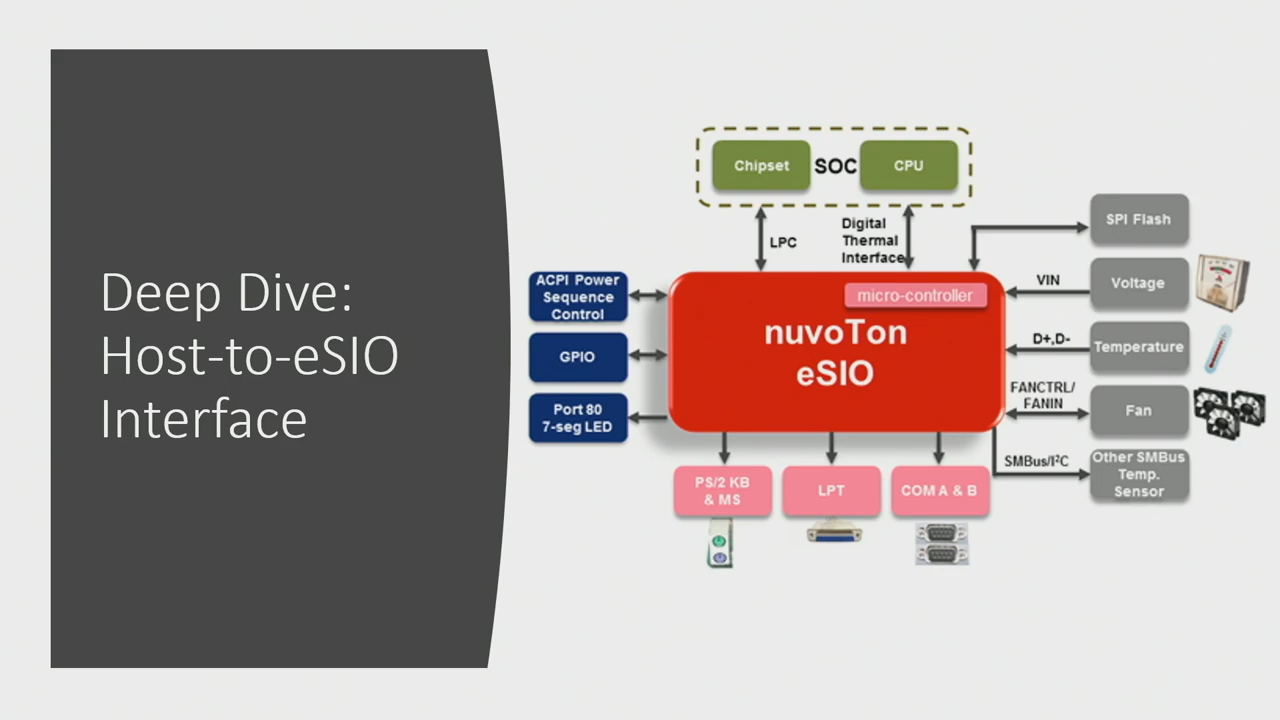 Deep Dive:
Host-to-eSIO
Interface
Chipset
SOC
CPU
LPC
Digital
Thermal
Interface
SPI Flash
ACPI Power
Sequence
Control
GPIO
Port 80
7-seg LED
micro-controller
nuvoTon
eSIO
VIN
Voltage
D+,D-
Temperature
FANCTRL/
FANIN
Fan
SMBus/I²C
Other SMBus
Temp.
Sensor
PS/2 KB
& MS
LPT
COM A & B